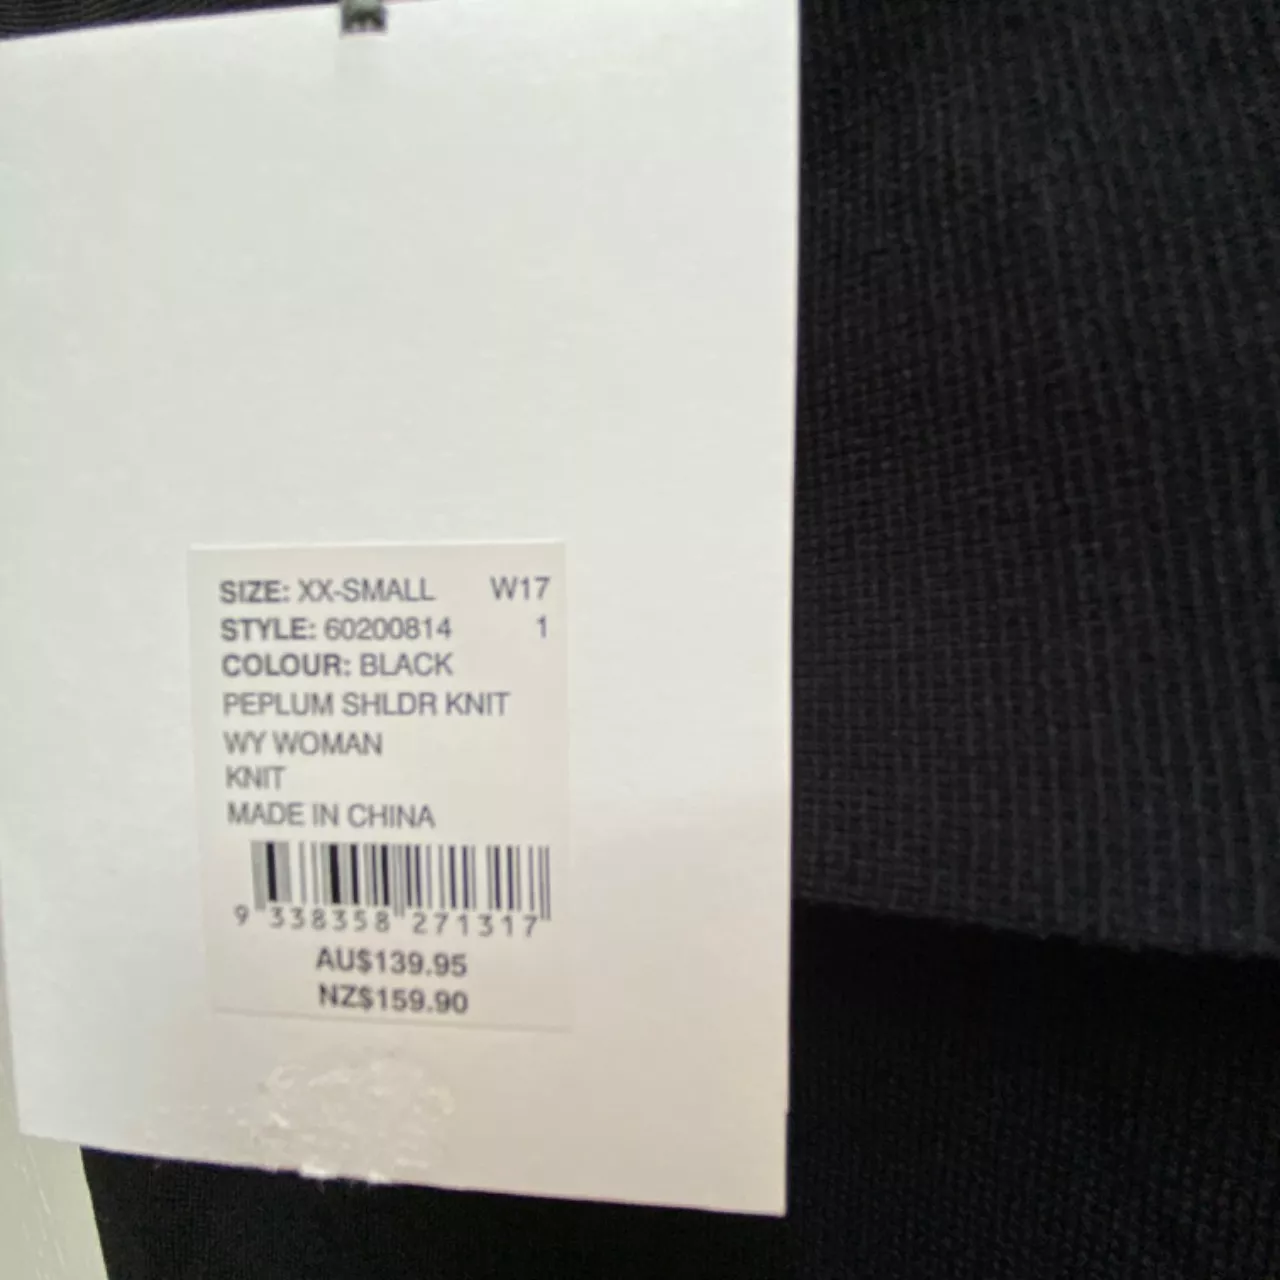 SIZE: XX-SMALL W17
STYLE: 60200814 1
COLOUR: BLACK
PEPLUM SHLDR KNIT
WY WOMAN
KNIT
MADE IN CHINA
9 338358 271317
AU$139.95
NZ$159.90